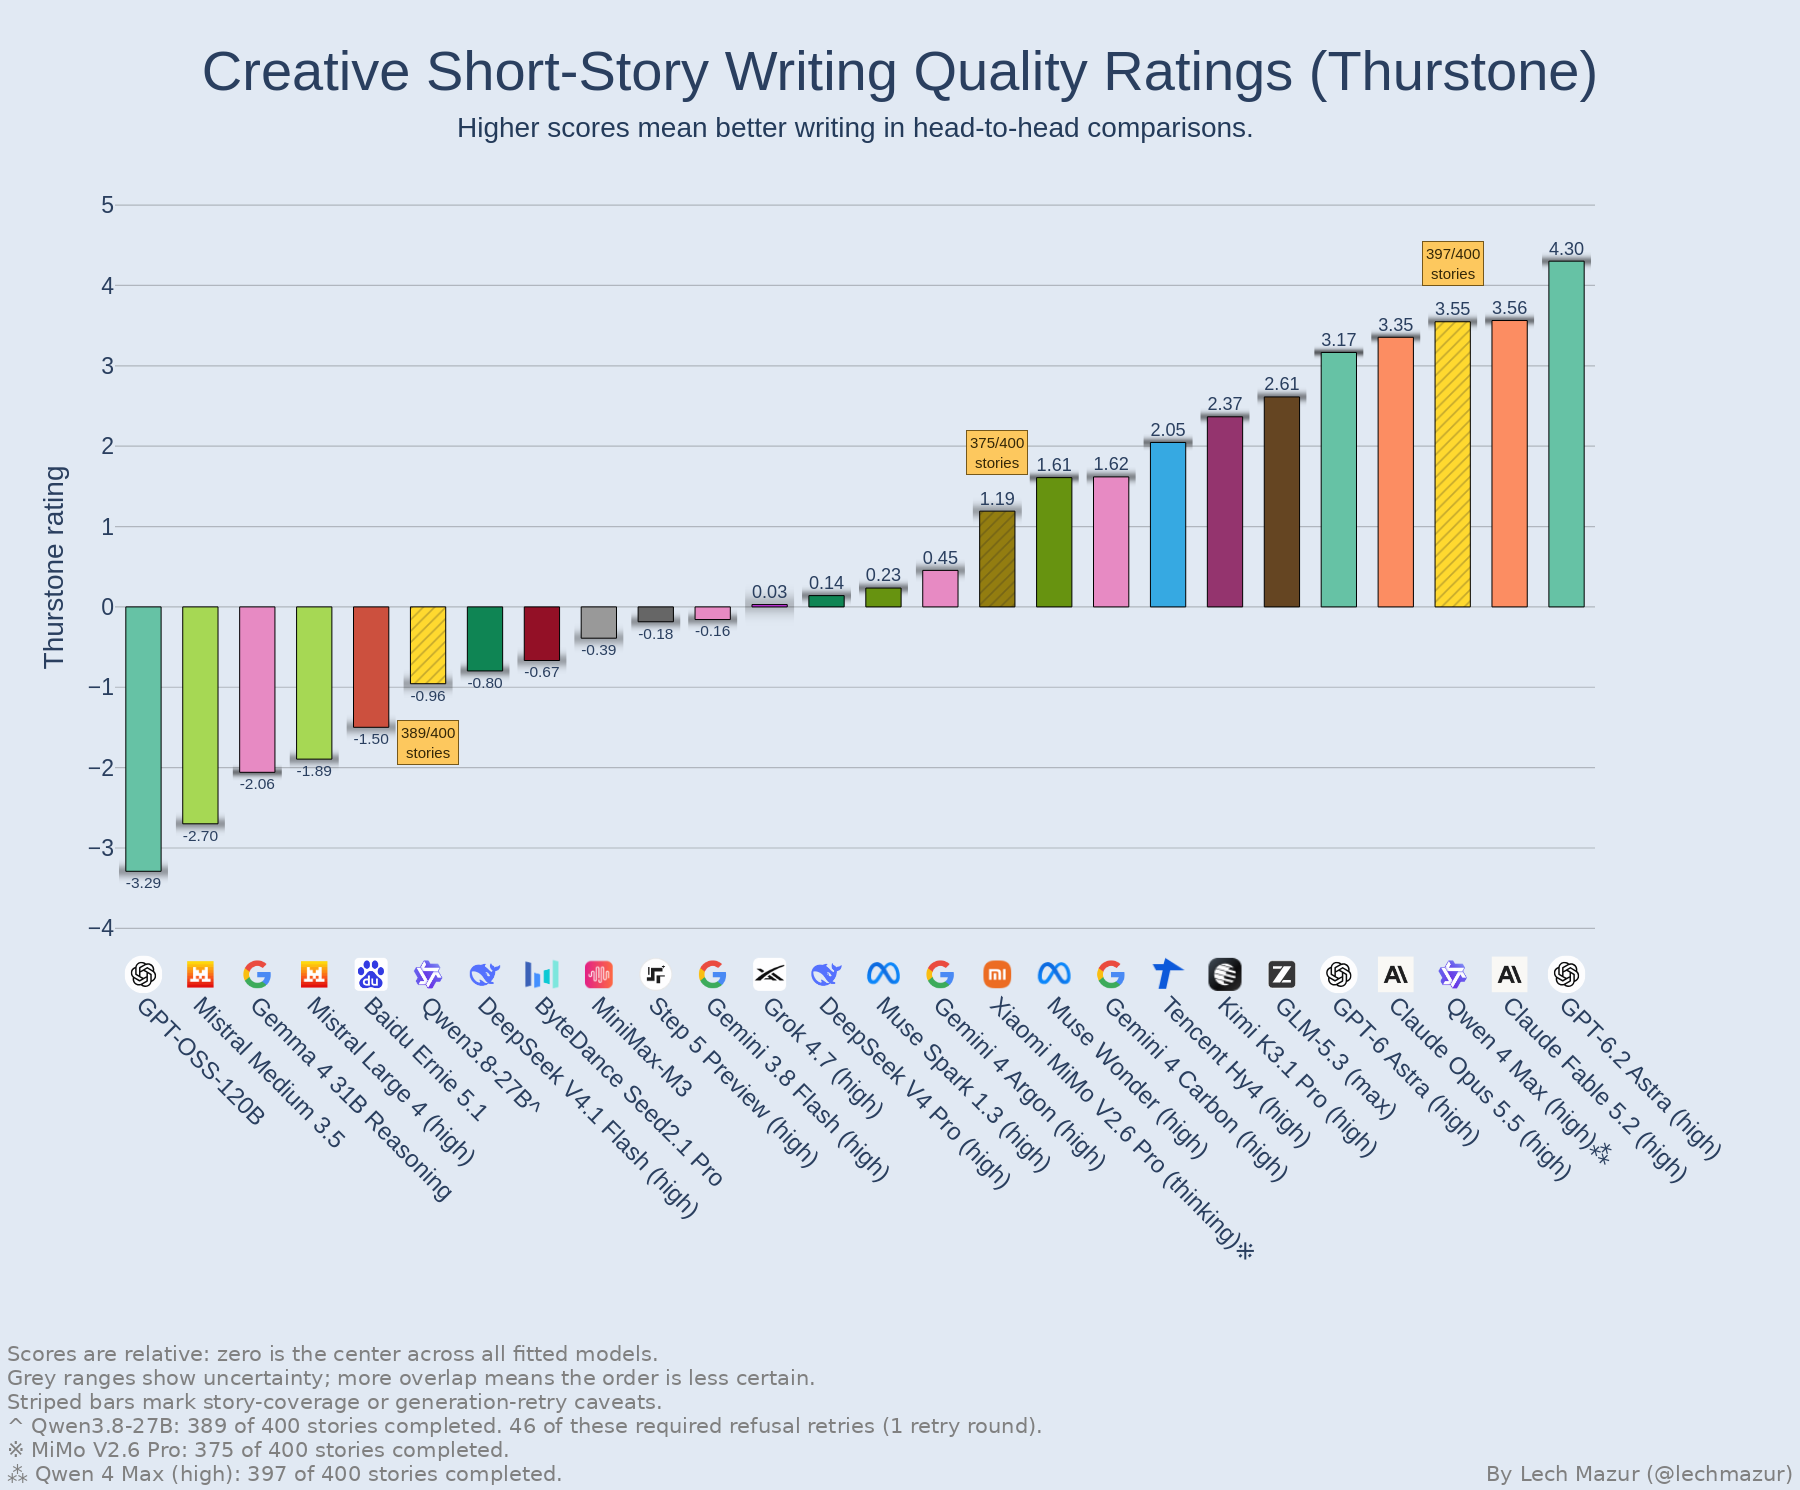 Creative Short-Story Writing Quality Ratings (Thurstone)
Higher scores mean better writing in head-to-head comparisons.
Thurstone rating
5
4
3
2
1
0
−1
−2
−3
−4
-3.29
-2.70
-2.06
-1.89
-1.50
-0.96
389/400
stories
-0.80
-0.67
-0.39
-0.18
-0.16
0.03
0.14
0.23
0.45
375/400
stories
1.19
1.61
1.62
2.05
2.37
2.61
3.17
3.35
397/400
stories
3.55
3.56
4.30
GPT-OSS-120B
Mistral Medium 3.5
Gemma 4 31B Reasoning
Mistral Large 4 (high)
Baidu Ernie 5.1
Qwen3.8-27B^
DeepSeek V4.1 Flash (high)
ByteDance Seed2.1 Pro
MiniMax-M3
Step 5 Preview (high)
Gemini 3.8 Flash (high)
Grok 4.7 (high)
DeepSeek V4 Pro (high)
Muse Spark 1.3 (high)
Gemini 4 Argon (high)
Xiaomi MiMo V2.6 Pro (thinking)※
Muse Wonder (high)
Gemini 4 Carbon (high)
Tencent Hy4 (high)
Kimi K3.1 Pro (high)
GLM-5.3 (max)
GPT-6 Astra (high)
Claude Opus 5.5 (high)
Qwen 4 Max (high)⁂
Claude Fable 5.2 (high)
GPT-6.2 Astra (high)
Scores are relative: zero is the center across all fitted models.
Grey ranges show uncertainty; more overlap means the order is less certain.
Striped bars mark story-coverage or generation-retry caveats.
^ Qwen3.8-27B: 389 of 400 stories completed. 46 of these required refusal retries (1 retry round).
※ MiMo V2.6 Pro: 375 of 400 stories completed.
⁂ Qwen 4 Max (high): 397 of 400 stories completed.
By Lech Mazur (@lechmazur)